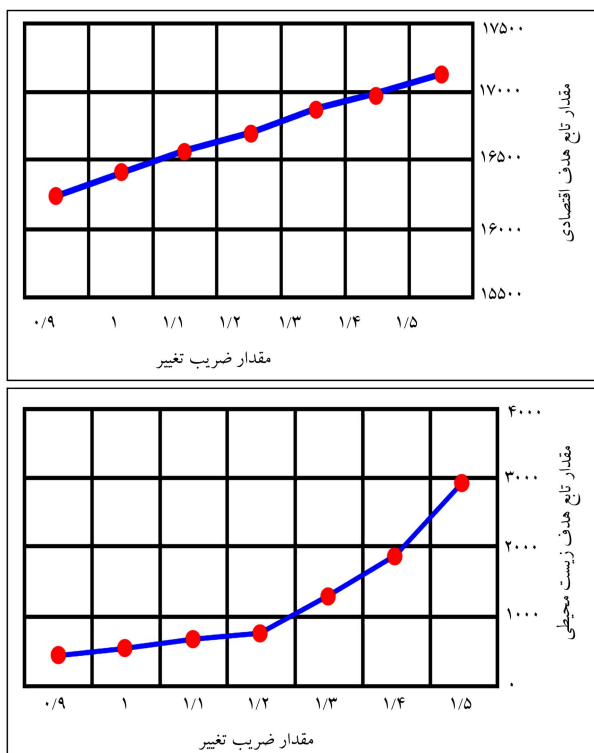 ۱۷۵۰۰
۱۷۰۰۰
۱۶۵۰۰
۱۶۰۰۰
۱۵۵۰۰
مقدار تابع هدف اقتصادی
۰/۹ ۱ ۱/۱ ۱/۲ ۱/۳ ۱/۴ ۱/۵
مقدار ضریب تغییر
۴۰۰۰
۳۰۰۰
۲۰۰۰
۱۰۰۰
۰
مقدار تابع هدف زیست محیطی
۰/۹ ۱ ۱/۱ ۱/۲ ۱/۳ ۱/۴ ۱/۵
مقدار ضریب تغییر